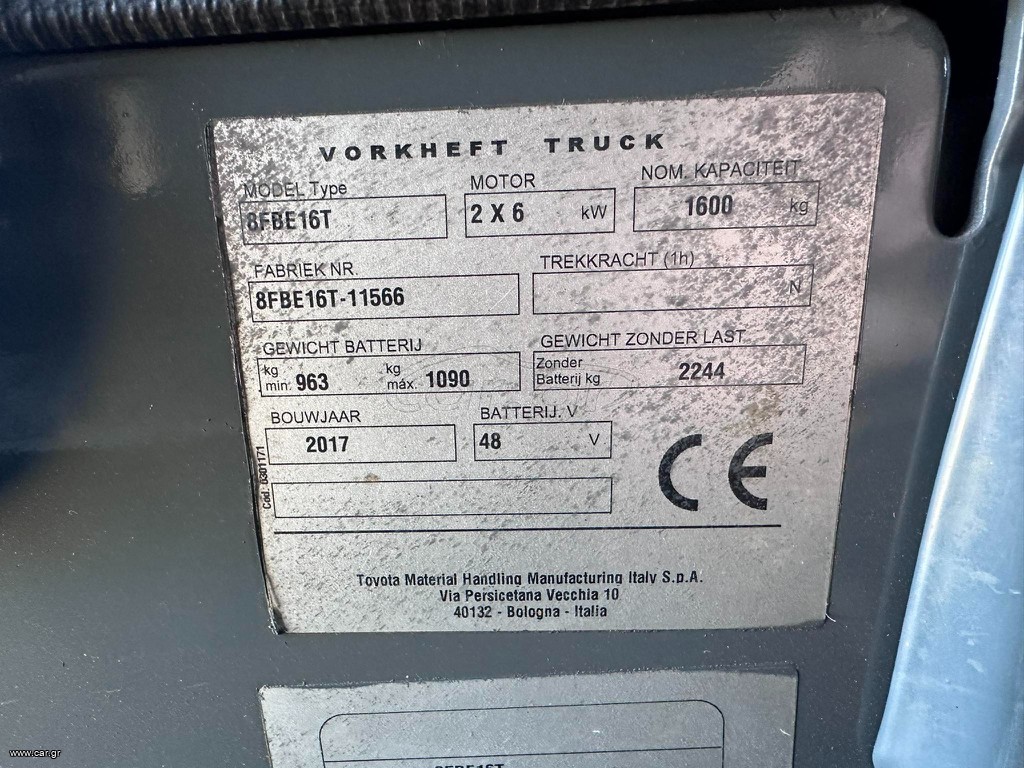 VORKHEFT TRUCK
MODEL Type MOTOR NOM. KAPACITEIT
8FBE16T 2 X 6 kW 1600 kg
FABRIEK NR. TREKKRACHT (1h)
8FBE16T-11566 N
GEWICHT BATTERIJ GEWICHT ZONDER LAST
kg min. 963 kg máx. 1090 Zonder Batterij kg 2244
BOUWJAAR BATTERIJ. V
2017 48 V
Cod. 0301171
CE
Toyota Material Handling Manufacturing Italy S.p.A.
Via Persicetana Vecchia 10
40132 - Bologna - Italia
8FBE16T
www.car.gr